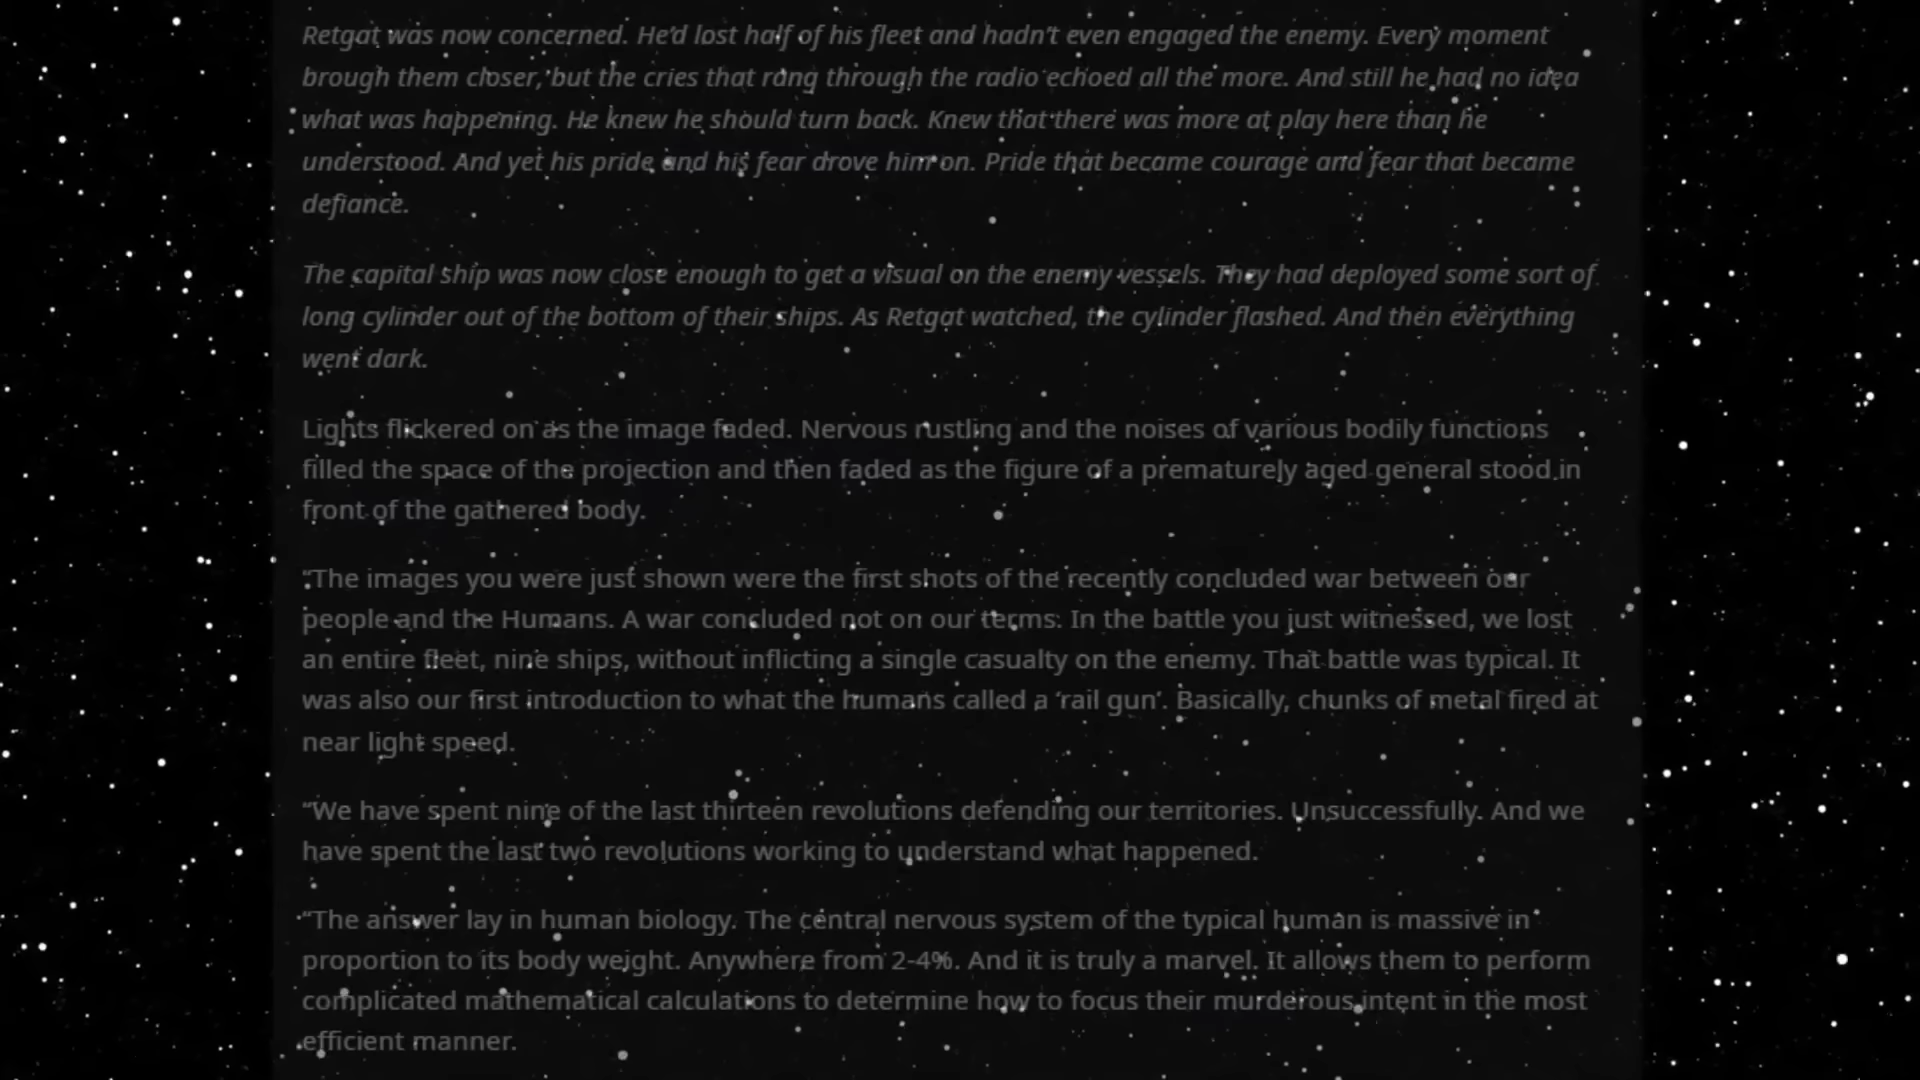 Retgat was now concerned. He’d lost half of his fleet and hadn’t even engaged the enemy. Every moment
brough them closer, but the cries that rang through the radio echoed all the more. And still he had no idea
what was happening. He knew he should turn back. Knew that there was more at play here than he
understood. And yet his pride and his fear drove him on. Pride that became courage and fear that became
defiance.
The capital ship was now close enough to get a visual on the enemy vessels. They had deployed some sort of
long cylinder out of the bottom of their ships. As Retgat watched, the cylinder flashed. And then everything
went dark.
Lights flickered on as the image faded. Nervous rustling and the noises of various bodily functions
filled the space of the projection and then faded as the figure of a prematurely aged general stood in
front of the gathered body.
“The images you were just shown were the first shots of the recently concluded war between our
people and the Humans. A war concluded not on our terms. In the battle you just witnessed, we lost
an entire fleet, nine ships, without inflicting a single casualty on the enemy. That battle was typical. It
was also our first introduction to what the humans called a ‘rail gun’. Basically, chunks of metal fired at
near light speed.
“We have spent nine of the last thirteen revolutions defending our territories. Unsuccessfully. And we
have spent the last two revolutions working to understand what happened.
“The answer lay in human biology. The central nervous system of the typical human is massive in
proportion to its body weight. Anywhere from 2-4%. And it is truly a marvel. It allows them to perform
complicated mathematical calculations to determine how to focus their murderous intent in the most
efficient manner.